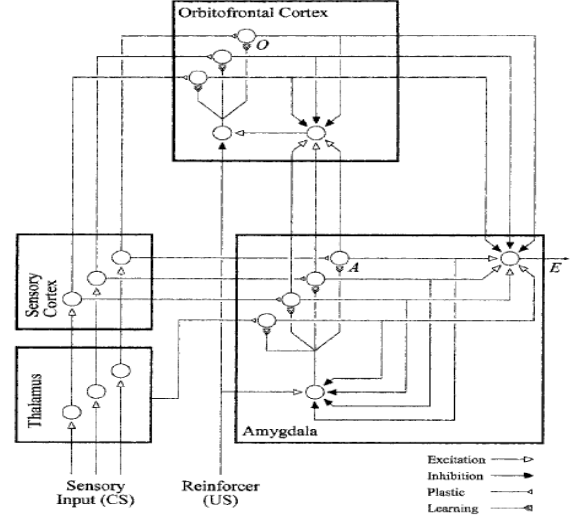 Orbitofrontal Cortex
O
Sensory
Cortex
A
E
Thalamus
Amygdala
Sensory
Input (CS)
Reinforcer
(US)
Excitation
Inhibition
Plastic
Learning